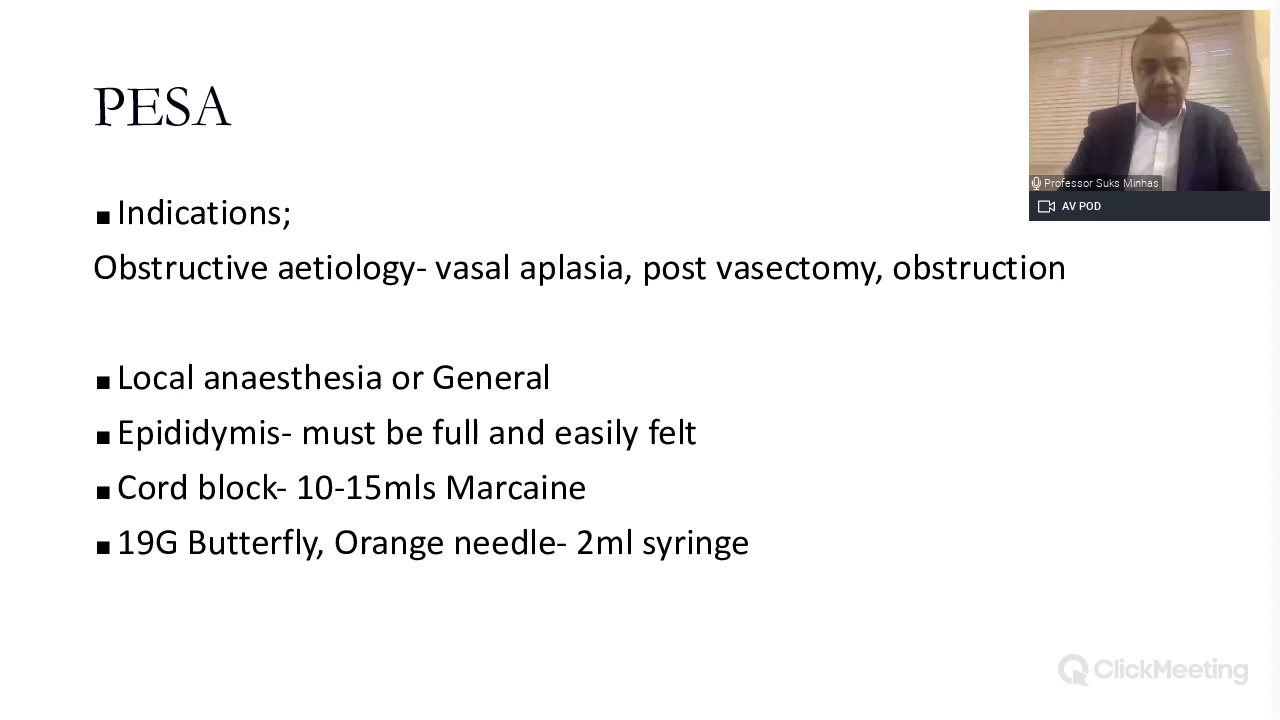 PESA
Professor Suks Minhas
AV POD
■ Indications;
Obstructive aetiology- vasal aplasia, post vasectomy, obstruction
■ Local anaesthesia or General
■ Epididymis- must be full and easily felt
■ Cord block- 10-15mls Marcaine
■ 19G Butterfly, Orange needle- 2ml syringe
ClickMeeting